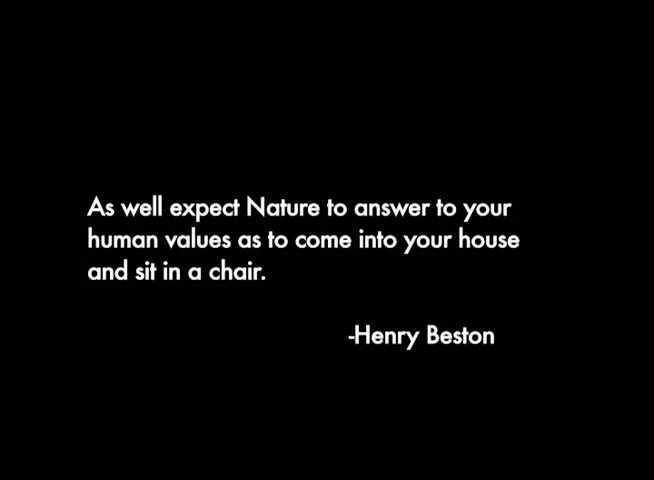 As well expect Nature to answer to your
human values as to come into your house
and sit in a chair.
-Henry Beston